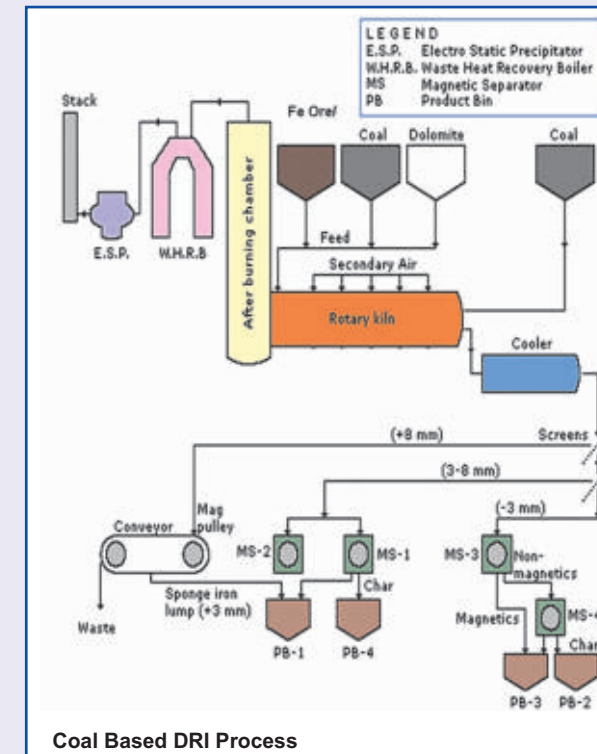 LEGEND
E.S.P. Electro Static Precipitator
W.H.R.B. Waste Heat Recovery Boiler
MS Magnetic Separator
PB Product Bin
Stack
Fe Ore/
Coal
Dolomite
Coal
E.S.P.
W.H.R.B
After burning chamber
Feed
Secondary Air
Rotary kiln
Cooler
(+8 mm)
Screens
(3-8 mm)
(-3 mm)
Mag
pulley
Conveyor
MS-2
MS-1
MS-3
Non-
magnetics
Sponge iron
lump (+3 mm)
Char
Waste
Magnetics
MS-4
Char
PB-1
PB-4
PB-3
PB-2
Coal Based DRI Process